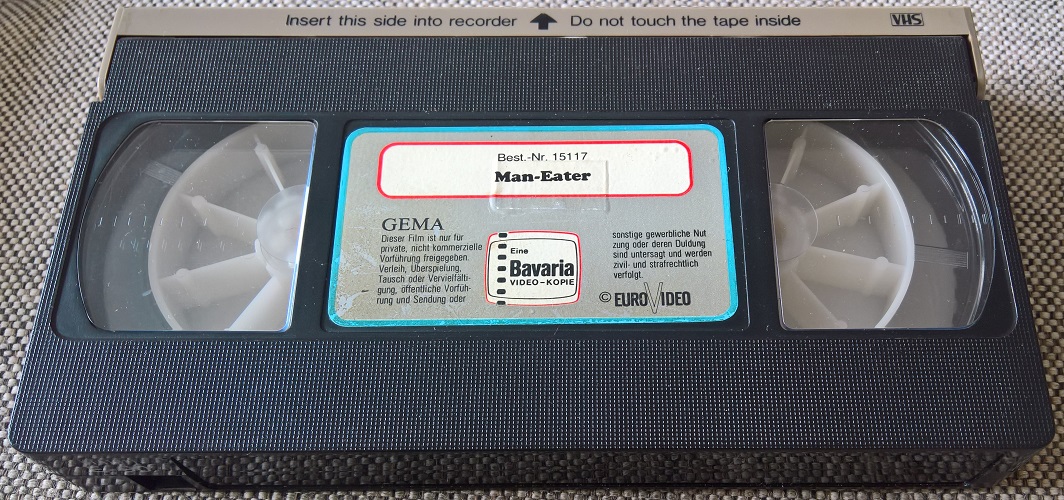 Insert this side into recorder Do not touch the tape inside VHS
Best.-Nr. 15117
Man-Eater
GEMA
Dieser Film ist nur für
private, nicht kommerzielle
Vorführung freigegeben.
Verleih, Überspielung,
Tausch oder Vervielfälti-
gung, öffentliche Vorfüh-
rung und Sendung oder
Eine
Bavaria
VIDEO-KOPIE
sonstige gewerbliche Nut
zung oder deren Duldung
sind untersagt und werden
zivil- und strafrechtlich
verfolgt.
© EURO VIDEO